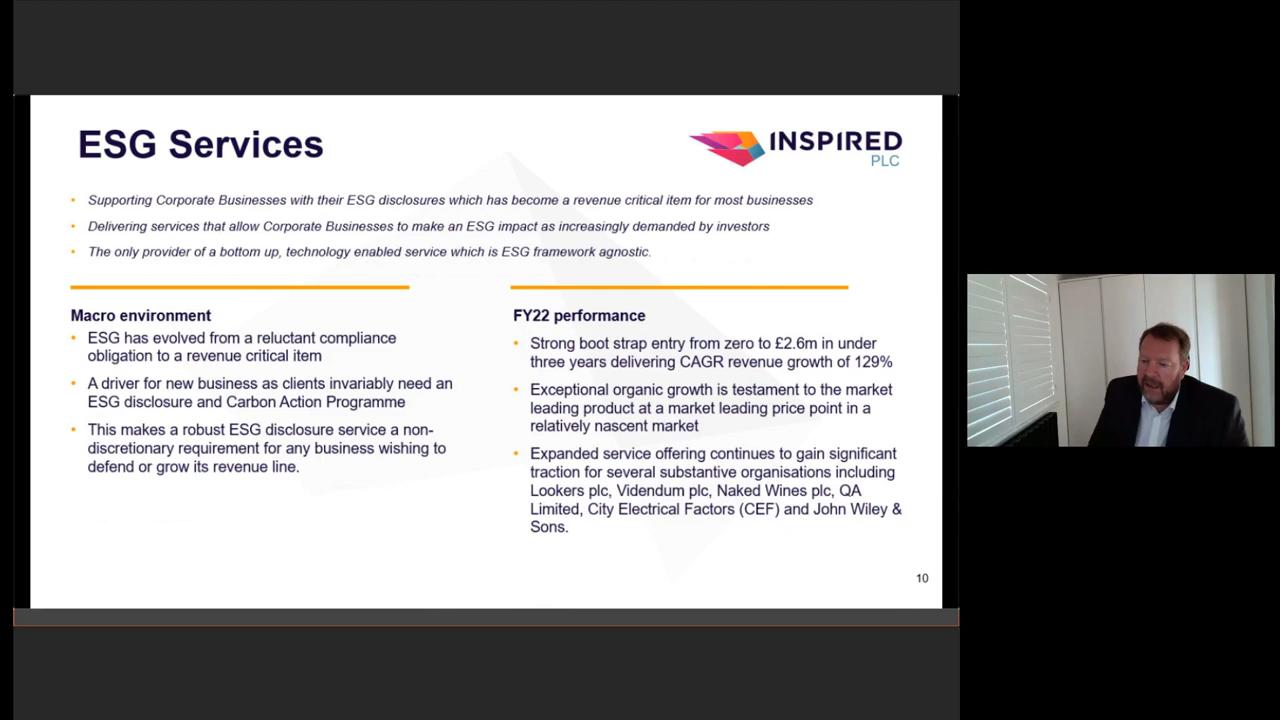 ESG Services
INSPIRED
PLC
• Supporting Corporate Businesses with their ESG disclosures which has become a revenue critical item for most businesses
• Delivering services that allow Corporate Businesses to make an ESG impact as increasingly demanded by investors
• The only provider of a bottom up, technology enabled service which is ESG framework agnostic.
Macro environment
• ESG has evolved from a reluctant compliance
obligation to a revenue critical item
• A driver for new business as clients invariably need an
ESG disclosure and Carbon Action Programme
• This makes a robust ESG disclosure service a non-
discretionary requirement for any business wishing to
defend or grow its revenue line.
FY22 performance
• Strong boot strap entry from zero to £2.6m in under
three years delivering CAGR revenue growth of 129%
• Exceptional organic growth is testament to the market
leading product at a market leading price point in a
relatively nascent market
• Expanded service offering continues to gain significant
traction for several substantive organisations including
Lookers plc, Videndum plc, Naked Wines plc, QA
Limited, City Electrical Factors (CEF) and John Wiley &
Sons.
10